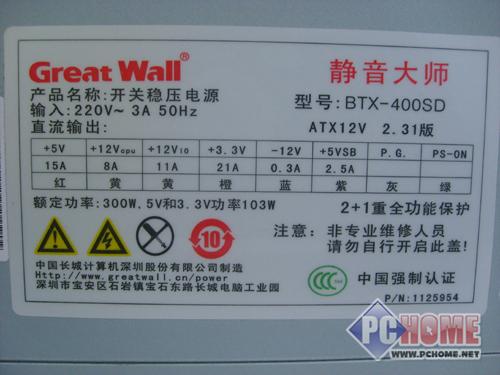 Great Wall®
静音大师
产品名称:开关稳压电源
型号: BTX-400SD
输入:220V~ 3A 50Hz
直流输出:
ATX12V 2.31版
+5V +12Vcpu +12VIO +3.3V -12V +5VSB P.G. PS-ON
15A 8A 11A 21A 0.3A 2.5A
红 黄 黄 橙 蓝 紫 灰 绿
额定功率:300W.5V和3.3V功率103W
2+1重全功能保护
10
注意: 非专业维修人员
请勿自行开启此盖!
中国长城计算机深圳股份有限公司制造
Http://www.greatwall.cn/power
深圳市宝安区石岩镇宝石东路长城电脑工业园
CCC
中国强制认证
P/N:1125954
PCHOME
WWW.PCHOME.NET